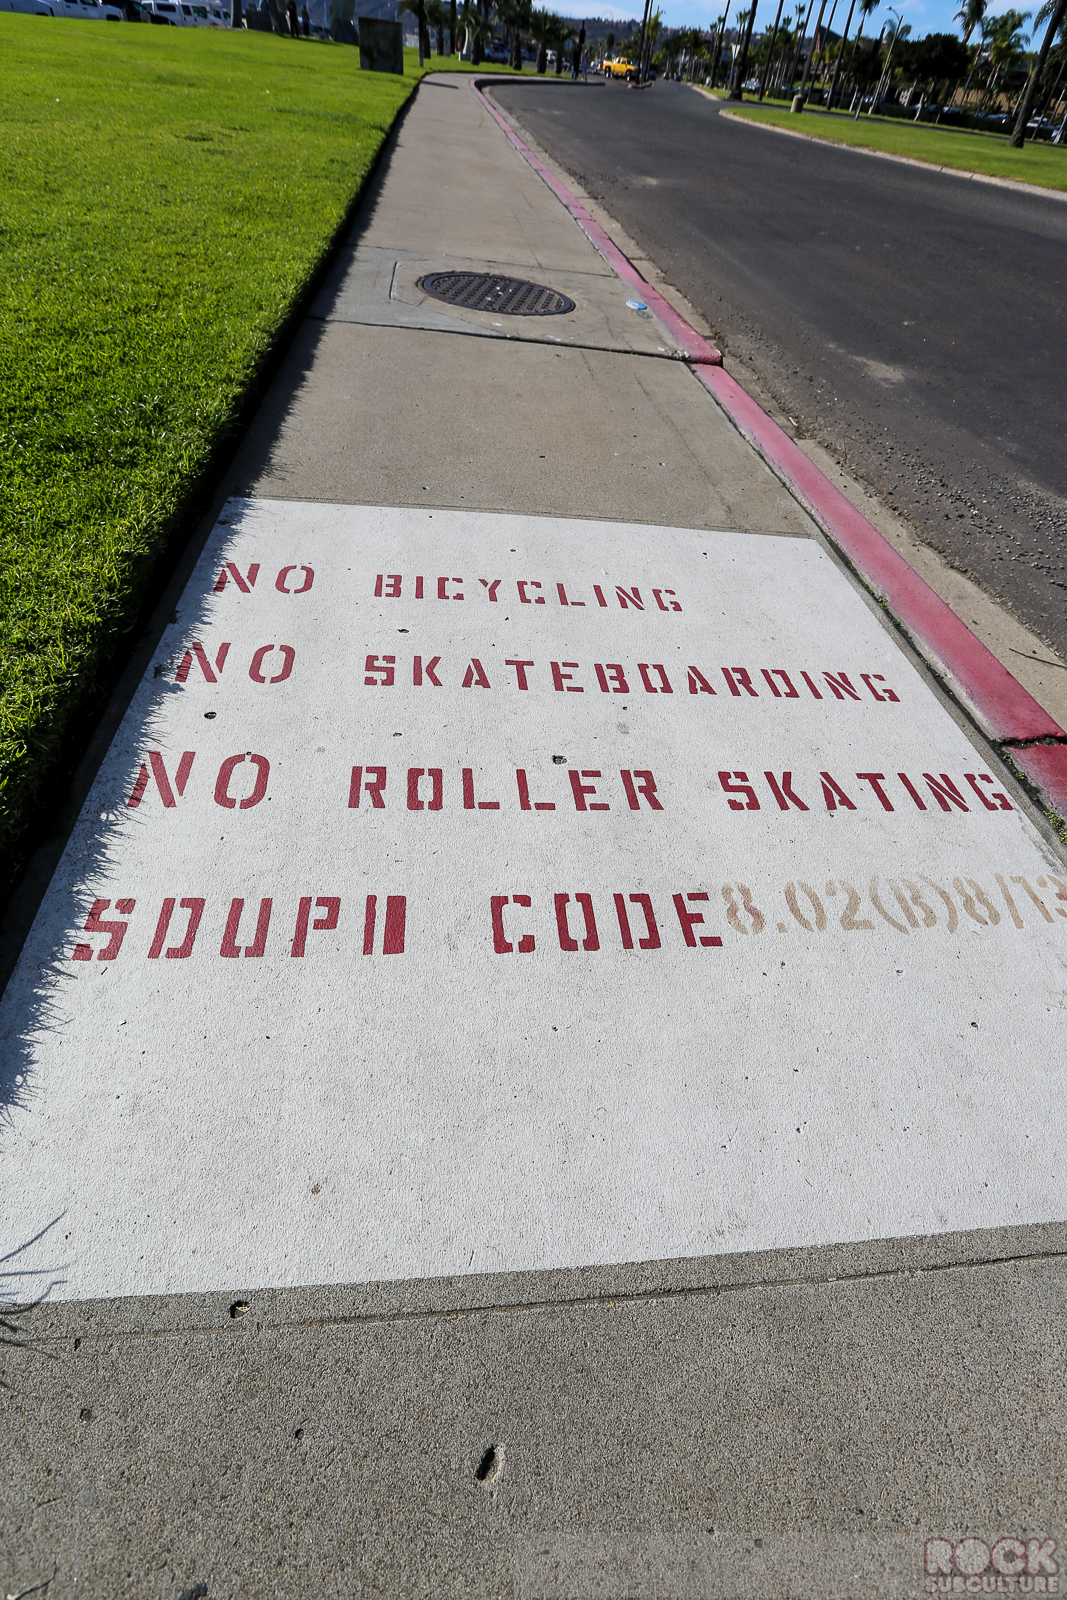 NO BICYCLING
NO SKATEBOARDING
NO ROLLER SKATING
SDUPD CODE 8.02(B)8/13
ROCK
SUBCULTURE